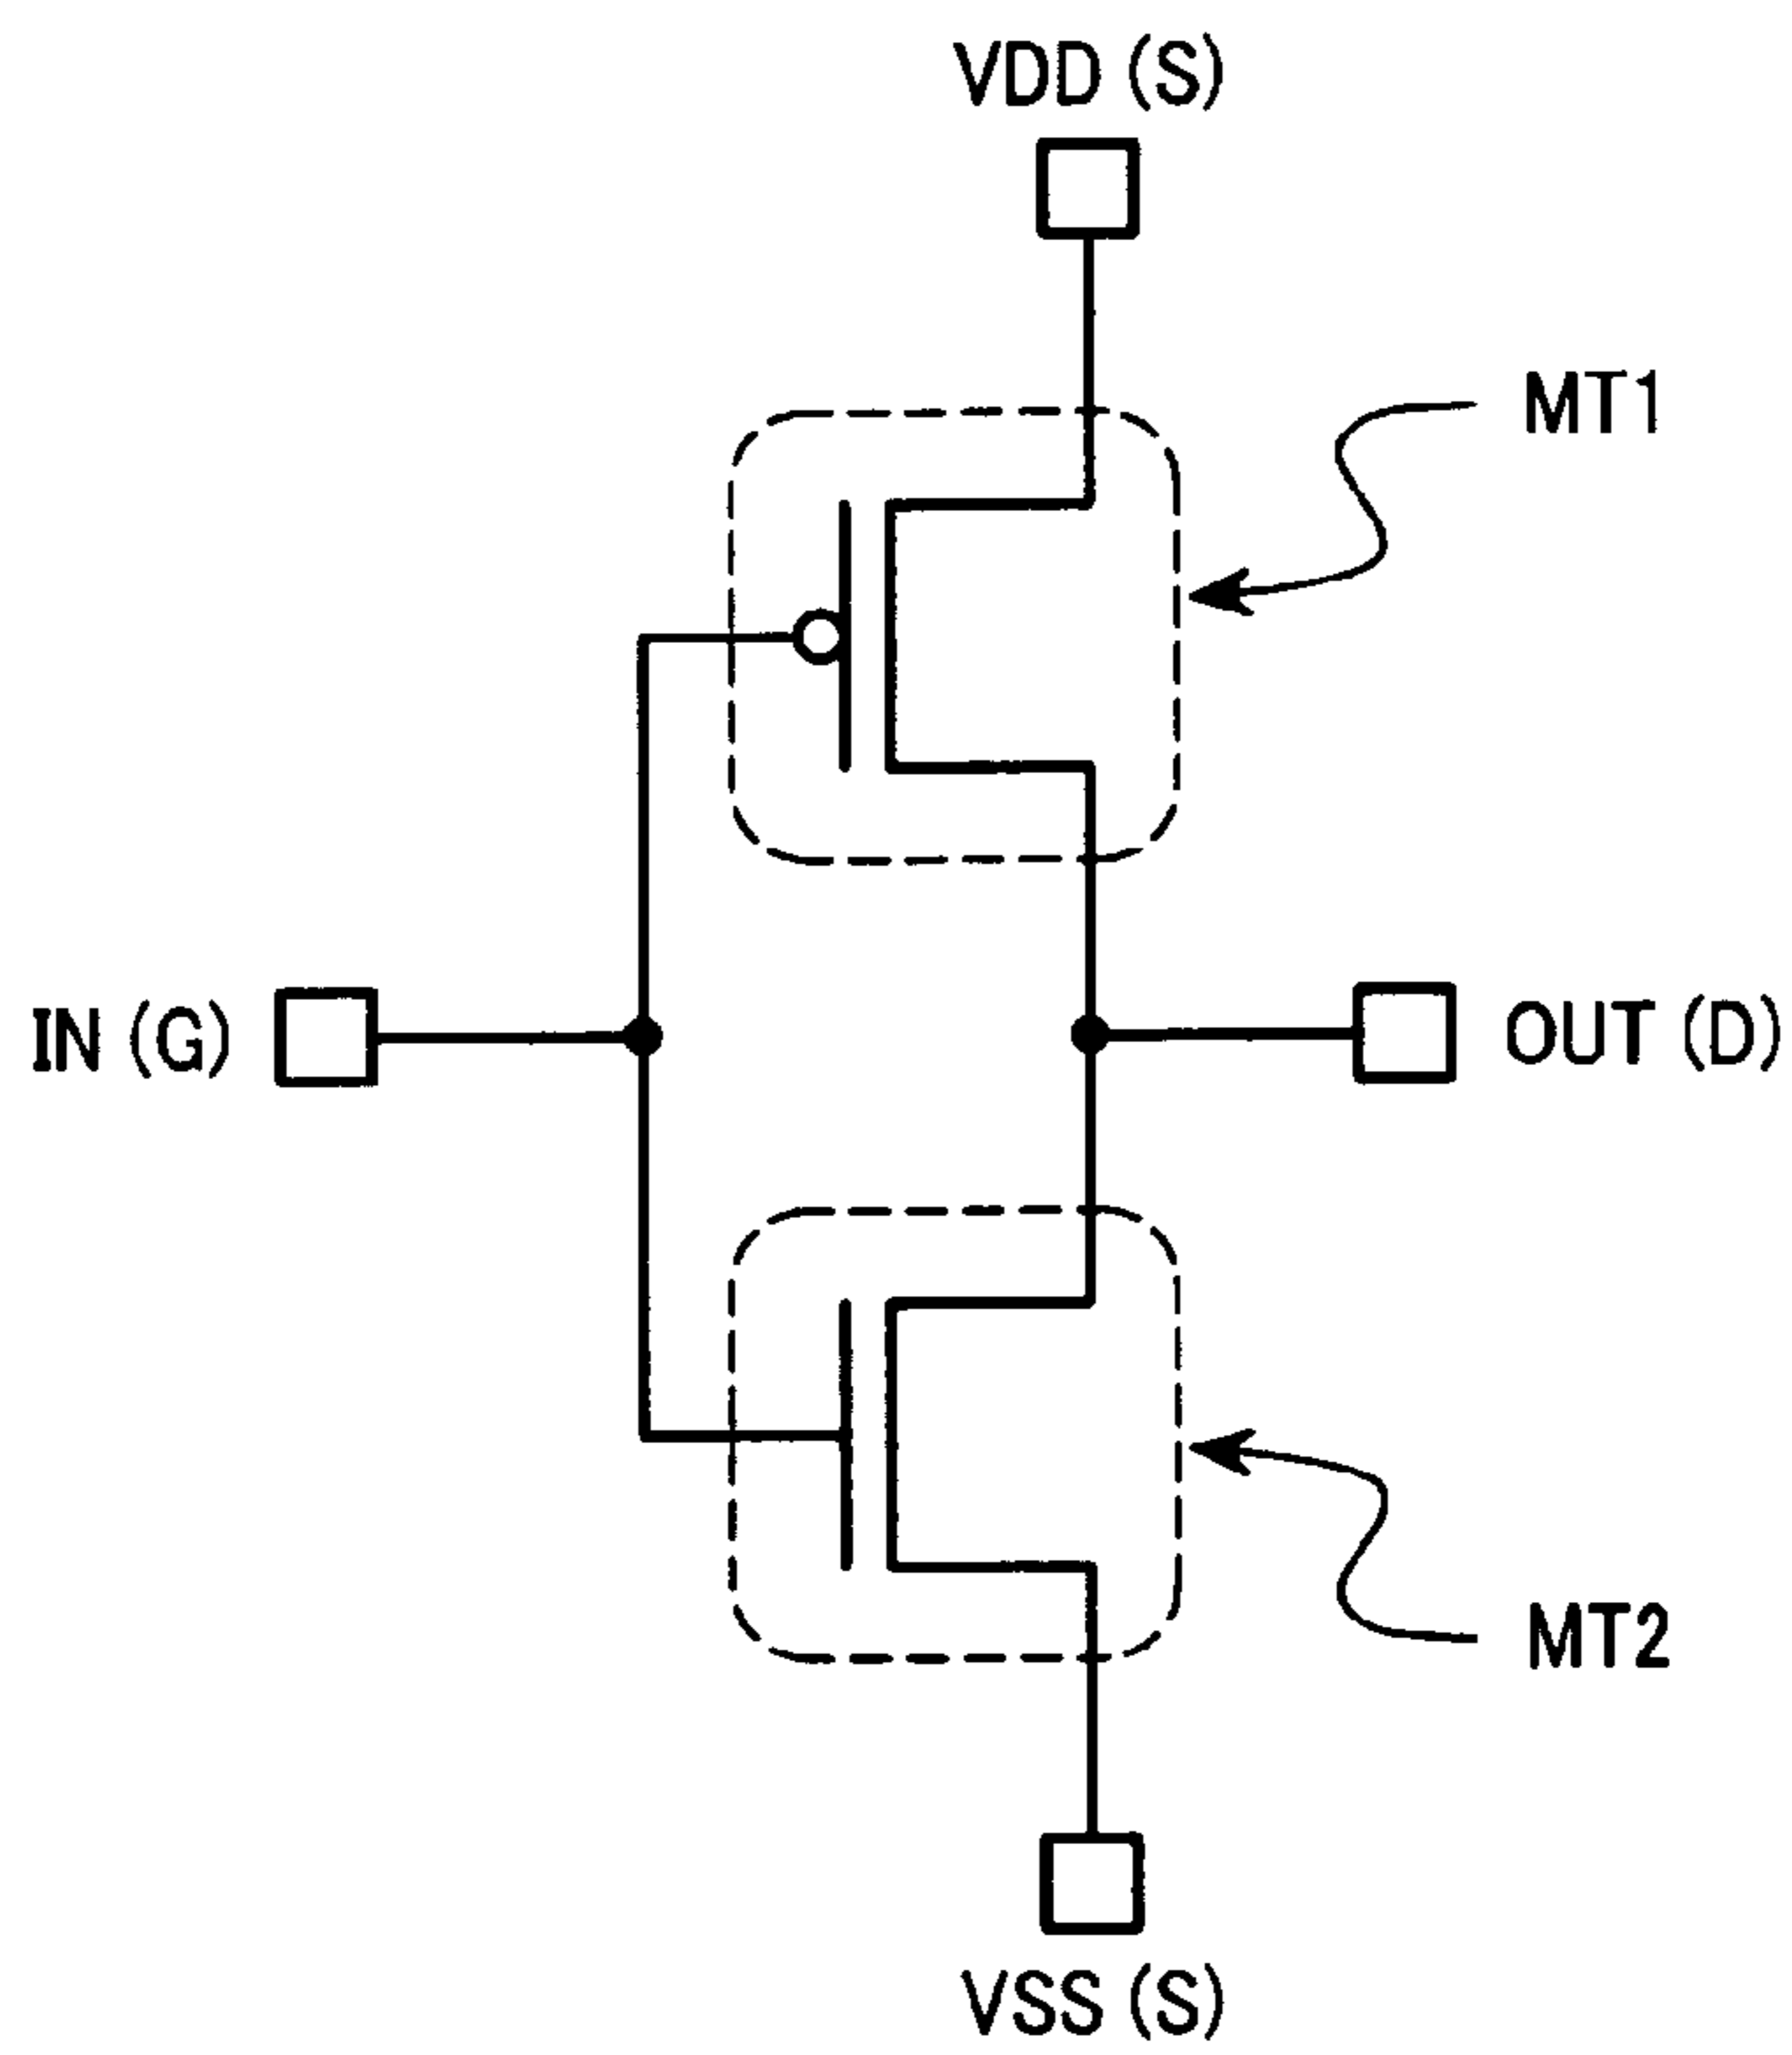 VDD (S)
MT1
IN (G)
OUT (D)
MT2
VSS (S)